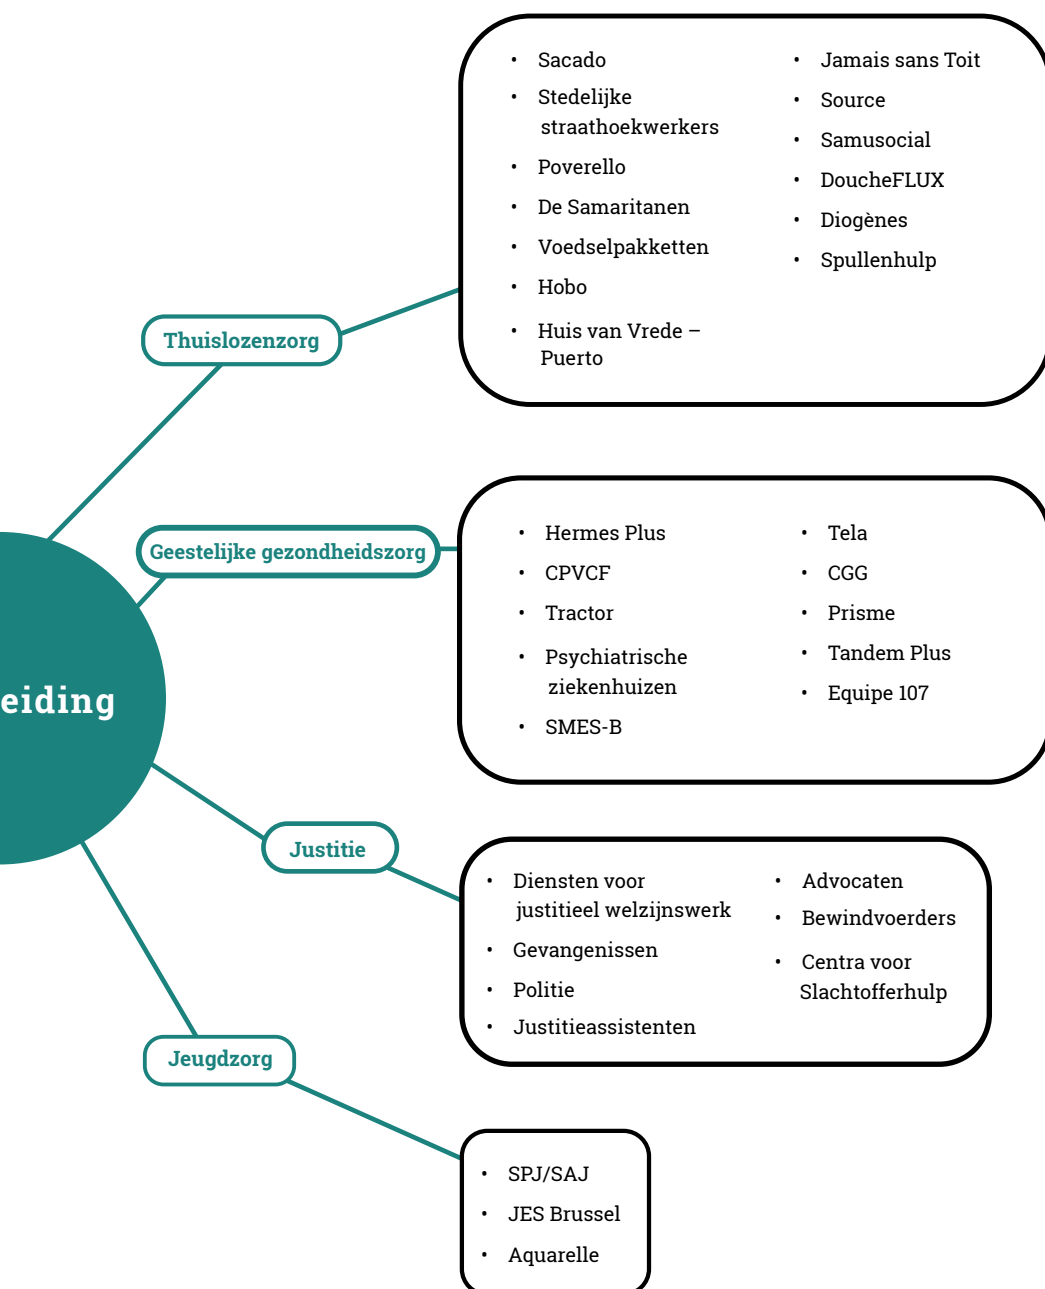 • Sacado
• Stedelijke
straathoekwerkers
• Poverello
• De Samaritanen
• Voedselpakketten
• Hobo
• Huis van Vrede –
Puerto
• Jamais sans Toit
• Source
• Samusocial
• DoucheFLUX
• Diogènes
• Spullenhulp
Thuislozenzorg
Geestelijke gezondheidszorg
• Hermes Plus
• CPVCF
• Tractor
• Psychiatrische
ziekenhuizen
• SMES-B
• Tela
• CGG
• Prisme
• Tandem Plus
• Equipe 107
eiding
Justitie
• Diensten voor
justitieel welzijnswerk
• Gevangenissen
• Politie
• Justitieassistenten
• Advocaten
• Bewindvoerders
• Centra voor
Slachtofferhulp
Jeugdzorg
• SPJ/SAJ
• JES Brussel
• Aquarelle